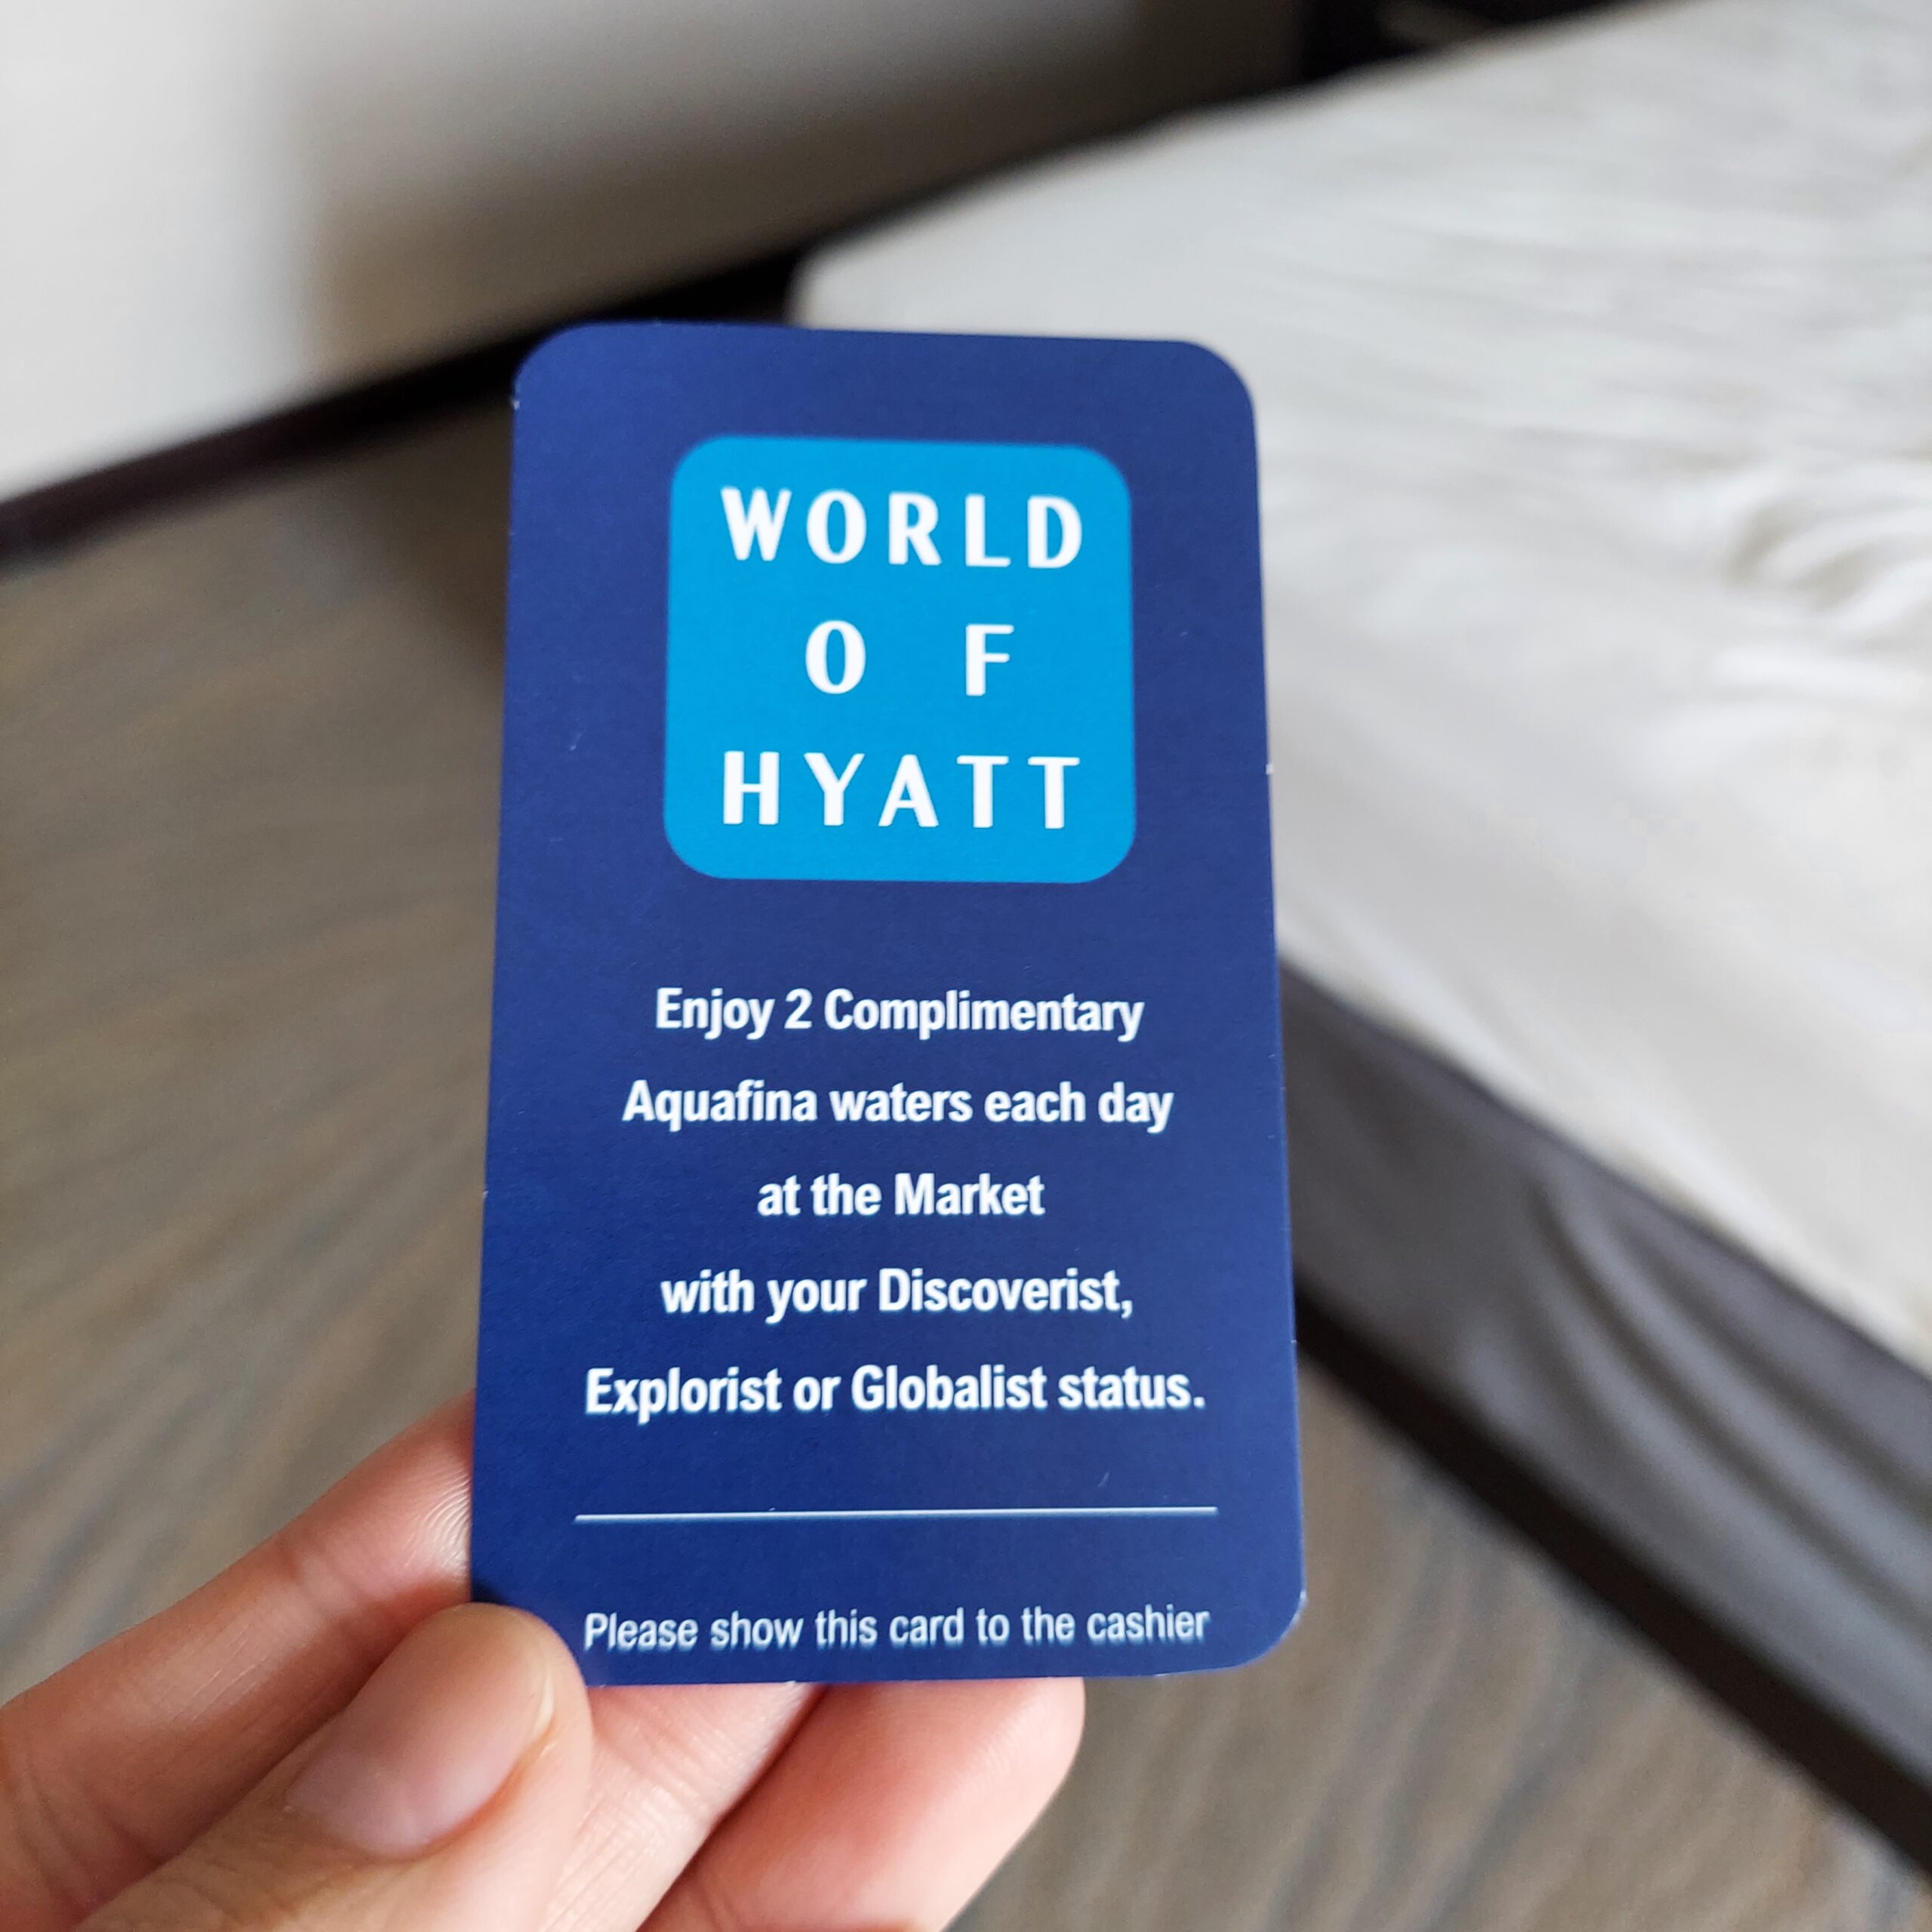 WORLD
OF
HYATT
Enjoy 2 Complimentary
Aquafina waters each day
at the Market
with your Discoverist,
Explorist or Globalist status.
Please show this card to the cashier